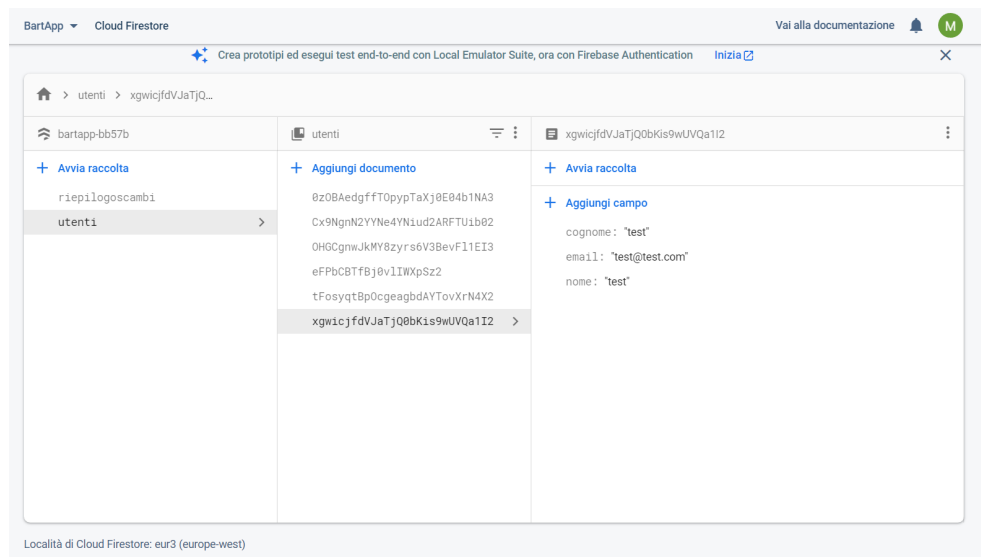 BartApp Cloud Firestore Vai alla documentazione M
Crea prototipi ed esegui test end-to-end con Local Emulator Suite, ora con Firebase Authentication Inizia
> utenti > xgwicjfdVJaTjQ...
bartapp-bb57b
+ Avvia raccolta
riepilogoscambi
utenti >
utenti
+ Aggiungi documento
0zOBAedgffTOpypTaXj0E04b1NA3
Cx9NgnN2YYNe4YNiud2ARFTUib02
OHGCgnwJkMY8zyrs6V3BevFl1EI3
eFPbCBTfBj0vlIWXpSz2
tFosyqtBpOcgeagbdAYTovXrN4X2
xgwicjfdVJaTjQ0bKis9wUVQa1I2 >
xgwicjfdVJaTjQ0bKis9wUVQa1I2
+ Avvia raccolta
+ Aggiungi campo
cognome: "test"
email: "test@test.com"
nome: "test"
Località di Cloud Firestore: eur3 (europe-west)